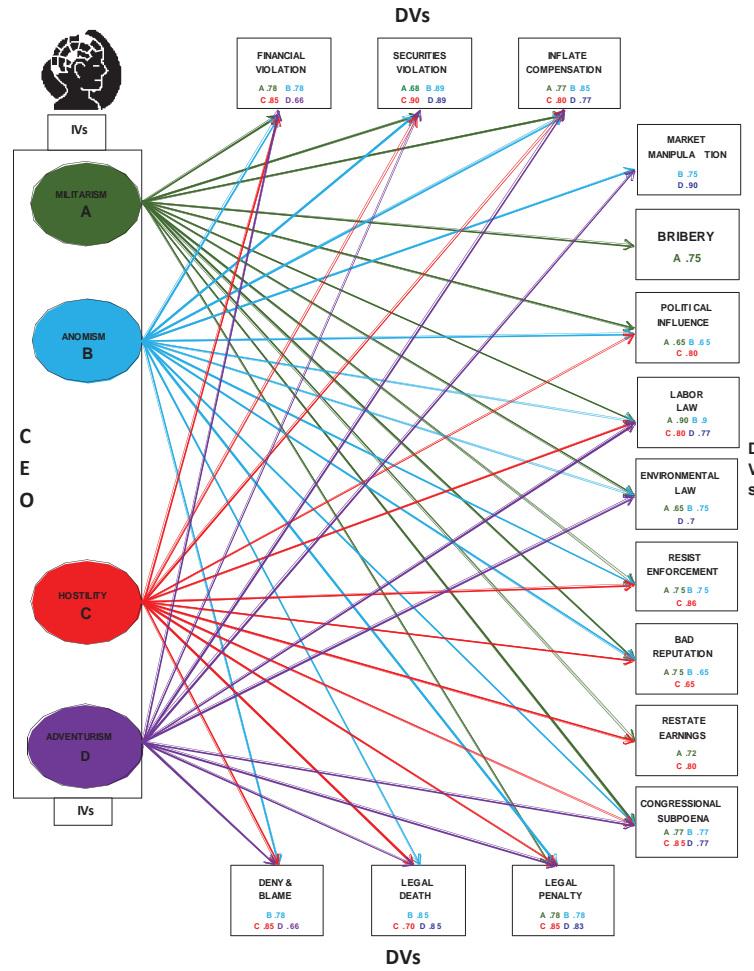 DVs
FINANCIAL
VIOLATION
A .78 B .78
C .85 D .66
SECURITIES
VIOLATION
A .68 B .89
C .90 D .89
INFLATE
COMPENSATION
A .77 B .85
C .80 D .77
IVs
MILITARISM
A
ANOMISM
B
C
E
O
HOSTILITY
C
ADVENTURISM
D
IVs
MARKET
MANIPULA TION
B .75
D .90
BRIBERY
A .75
POLITICAL
INFLUENCE
A .65 B .65
C .80
LABOR
LAW
A .90 B .9
C .80 D .77
D
V
s
ENVIRONMENTAL
LAW
A .65 B .75
D .7
RESIST
ENFORCEMENT
A .75 B .75
C .86
BAD
REPUTATION
A .75 B .65
C .65
RESTATE
EARNINGS
A .72
C .80
CONGRESSIONAL
SUBPOENA
A .77 B .77
C .85 D .77
DENY &
BLAME
B .78
C .85 D .66
LEGAL
DEATH
B .85
C .70 D .85
LEGAL
PENALTY
A .78 B .78
C .85 D .83
DVs